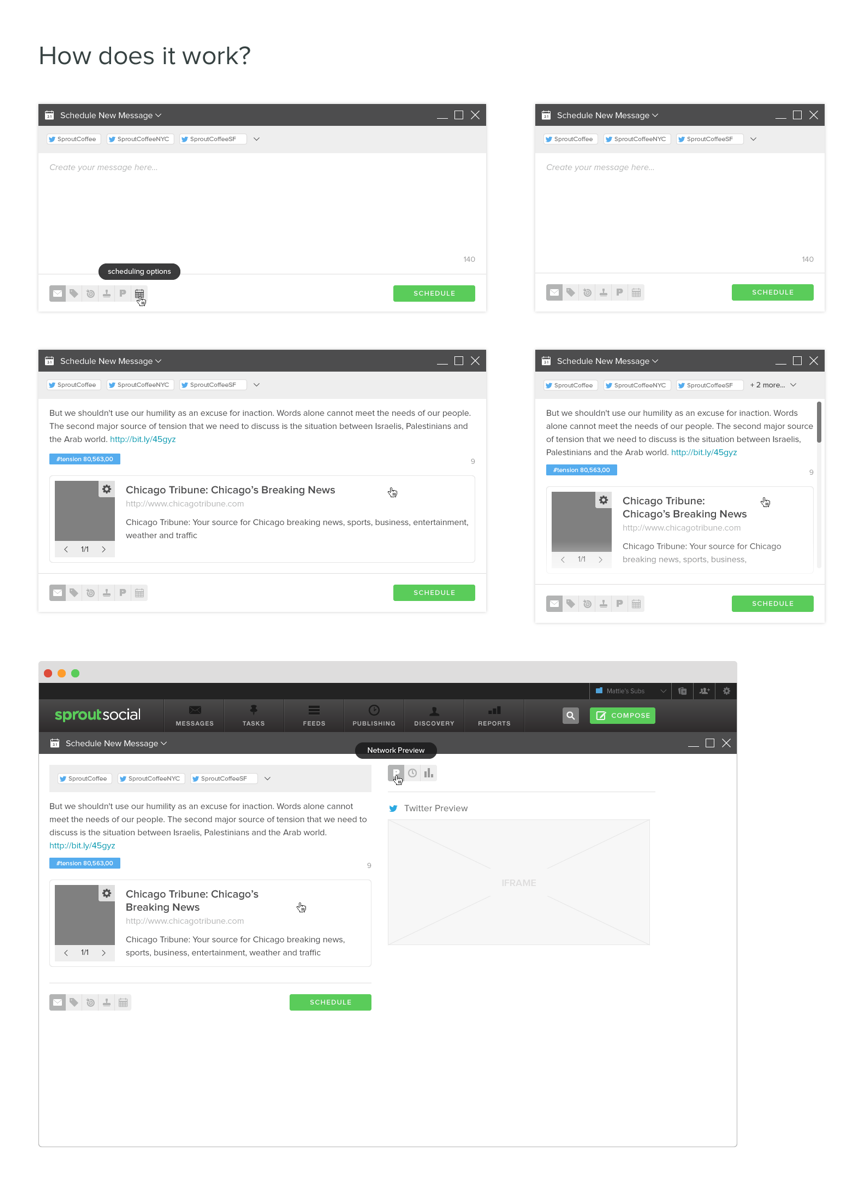 How does it work?
Schedule New Message
SproutCoffee SproutCoffeeNYC SproutCoffeeSF
Create your message here...
140
scheduling options
P
SCHEDULE
Schedule New Message
SproutCoffee SproutCoffeeNYC SproutCoffeeSF
Create your message here...
140
P
SCHEDULE
Schedule New Message
SproutCoffee SproutCoffeeNYC SproutCoffeeSF
But we shouldn't use our humility as an excuse for inaction. Words alone cannot meet the needs of our people.
The second major source of tension that we need to discuss is the situation between Israelis, Palestinians and
the Arab world. http://bit.ly/45gyz
#tension 80,563,00
9
Chicago Tribune: Chicago's Breaking News
http://www.chicagotribune.com
Chicago Tribune: Your source for Chicago breaking news, sports, business, entertainment,
weather and traffic
1/1
P
SCHEDULE
Schedule New Message
SproutCoffee SproutCoffeeNYC SproutCoffeeSF + 2 more...
But we shouldn't use our humility as an excuse for inaction. Words
alone cannot meet the needs of our people. The second major source
of tension that we need to discuss is the situation between Israelis,
Palestinians and the Arab world. http://bit.ly/45gyz
#tension 80,563,00
9
Chicago Tribune:
Chicago's Breaking News
http://www.chicagotribune.com
Chicago Tribune: Your source for Chicago
breaking news, sports, business,
1/1
P
SCHEDULE
Mattie's Subs
sproutsocial
MESSAGES TASKS FEEDS PUBLISHING DISCOVERY REPORTS
COMPOSE
Schedule New Message
Network Preview
SproutCoffee SproutCoffeeNYC SproutCoffeeSF
But we shouldn't use our humility as an excuse for inaction. Words alone cannot
meet the needs of our people. The second major source of tension that we need to
discuss is the situation between Israelis, Palestinians and the Arab world.
http://bit.ly/45gyz
#tension 80,563,00
9
Chicago Tribune: Chicago's
Breaking News
http://www.chicagotribune.com
Chicago Tribune: Your source for Chicago breaking news,
sports, business, entertainment, weather and traffic
1/1
SCHEDULE
Twitter Preview
IFRAME